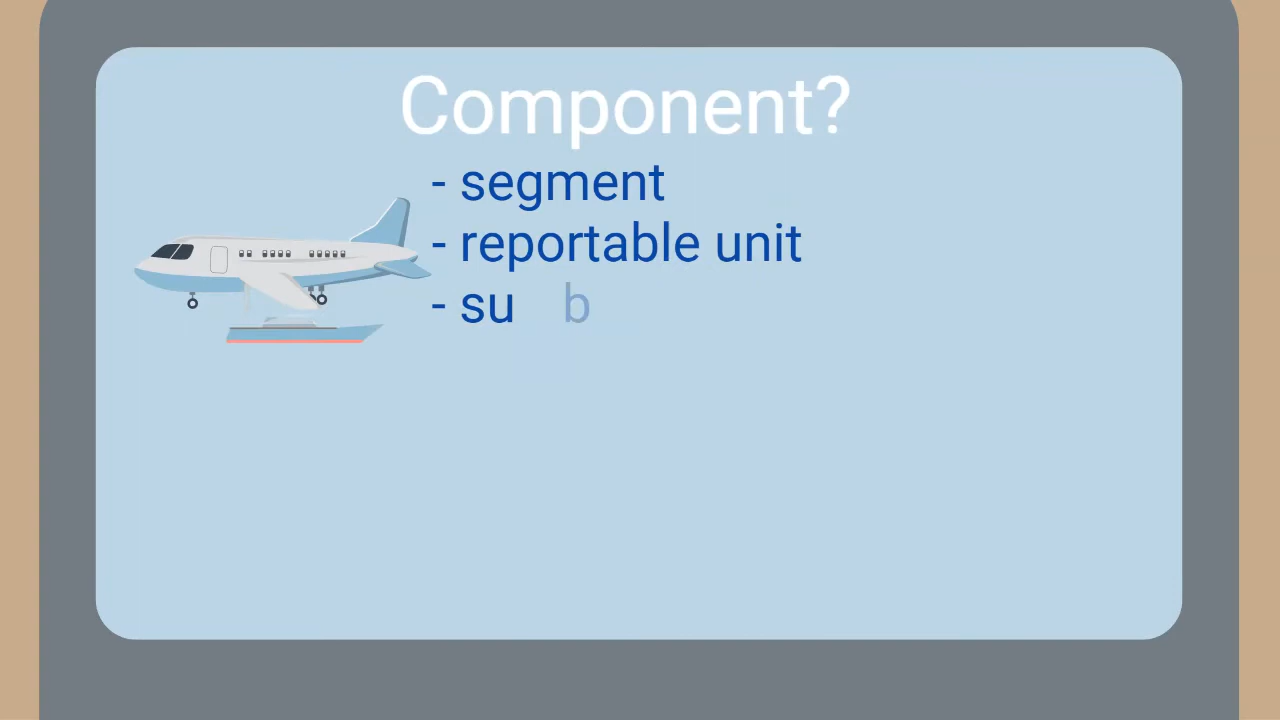 Component?
- segment
- reportable unit
- su b